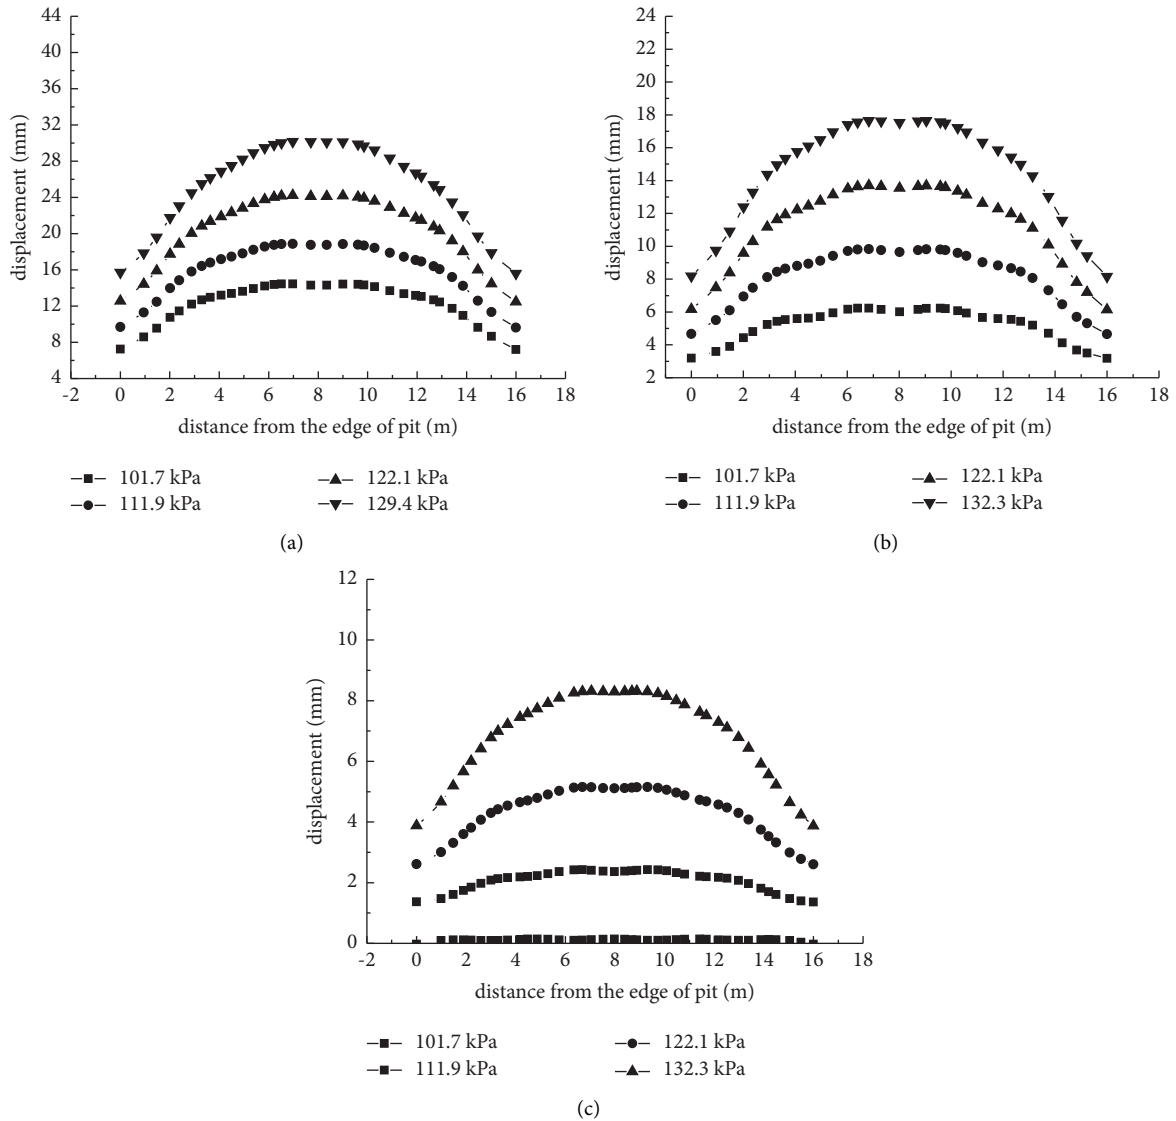 44
40
36
32
28
24
20
16
12
8
4
displacement (mm)
-2 0 2 4 6 8 10 12 14 16 18
distance from the edge of pit (m)
101.7 kPa 122.1 kPa
111.9 kPa 129.4 kPa
(a)
24
22
20
18
16
14
12
10
8
6
4
2
displacement (mm)
-2 0 2 4 6 8 10 12 14 16 18
distance from the edge of pit (m)
101.7 kPa 122.1 kPa
111.9 kPa 132.3 kPa
(b)
12
10
8
6
4
2
0
displacement (mm)
-2 0 2 4 6 8 10 12 14 16 18
distance from the edge of pit (m)
101.7 kPa 122.1 kPa
111.9 kPa 132.3 kPa
(c)